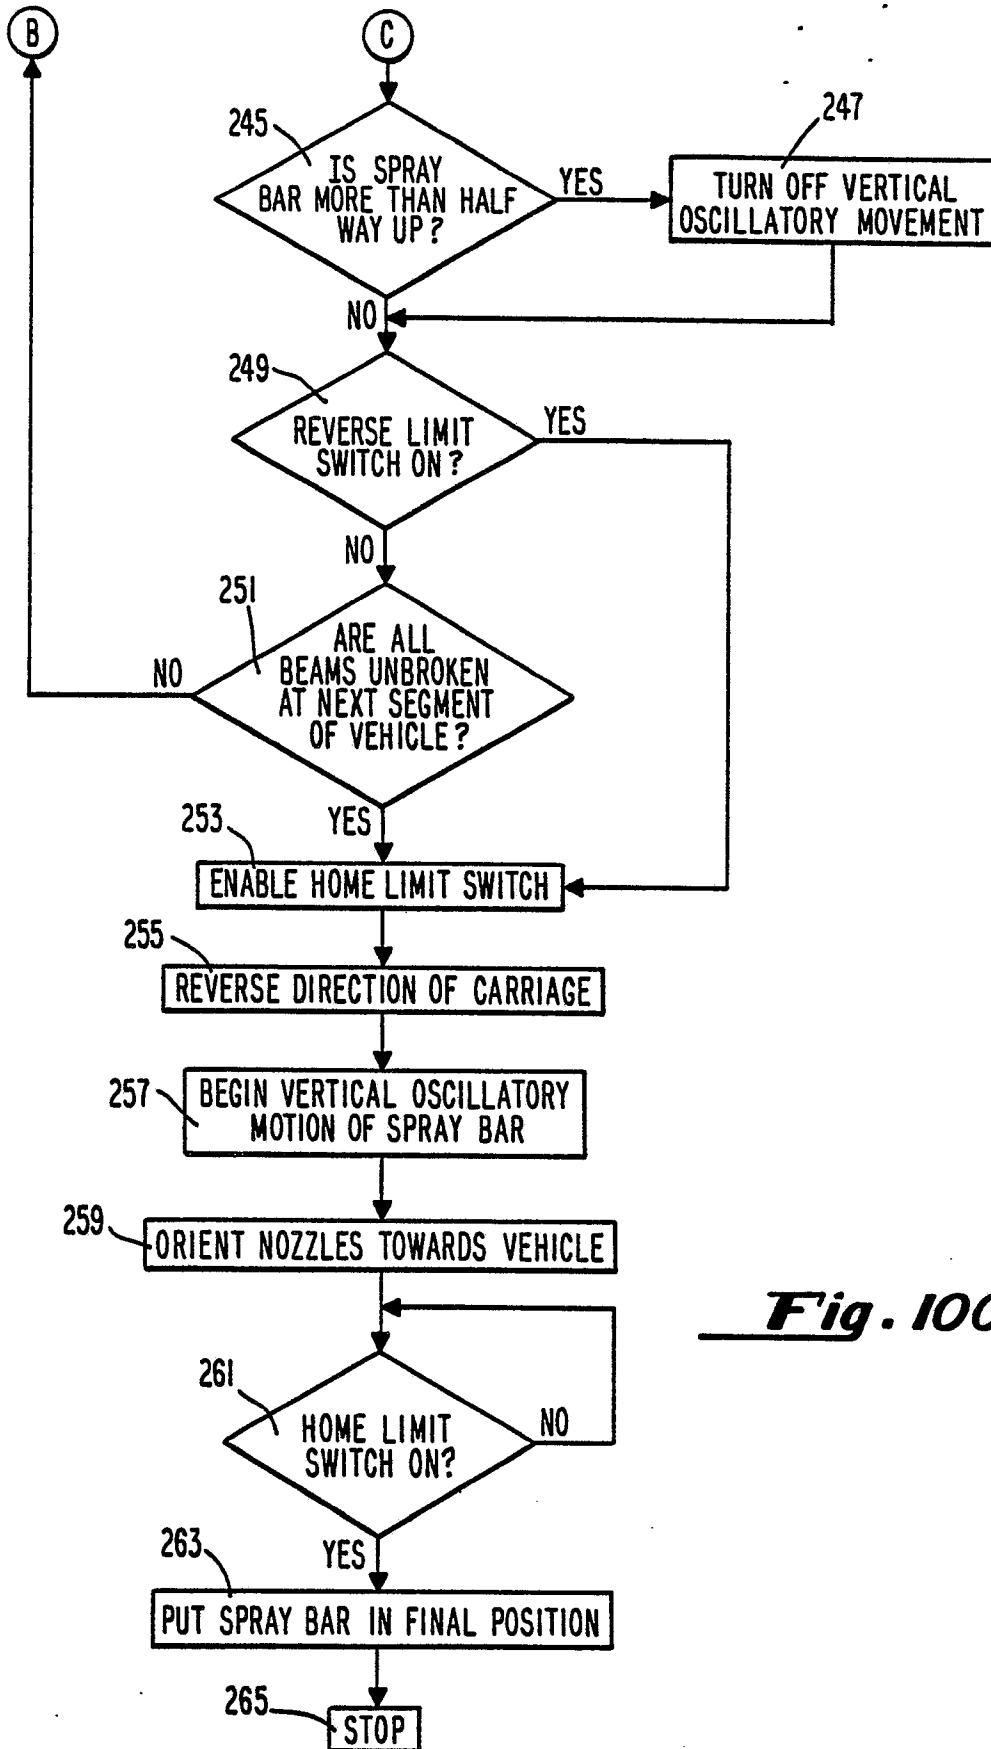 B
C
245
IS SPRAY
BAR MORE THAN HALF
WAY UP?
YES
247
TURN OFF VERTICAL
OSCILLATORY MOVEMENT
NO
249
REVERSE LIMIT
SWITCH ON?
YES
NO
251
ARE ALL
BEAMS UNBROKEN
AT NEXT SEGMENT
OF VEHICLE?
NO
YES
253
ENABLE HOME LIMIT SWITCH
255
REVERSE DIRECTION OF CARRIAGE
257
BEGIN VERTICAL OSCILLATORY
MOTION OF SPRAY BAR
259
ORIENT NOZZLES TOWARDS VEHICLE
Fig. 10C
261
HOME LIMIT
SWITCH ON?
NO
YES
263
PUT SPRAY BAR IN FINAL POSITION
265
STOP